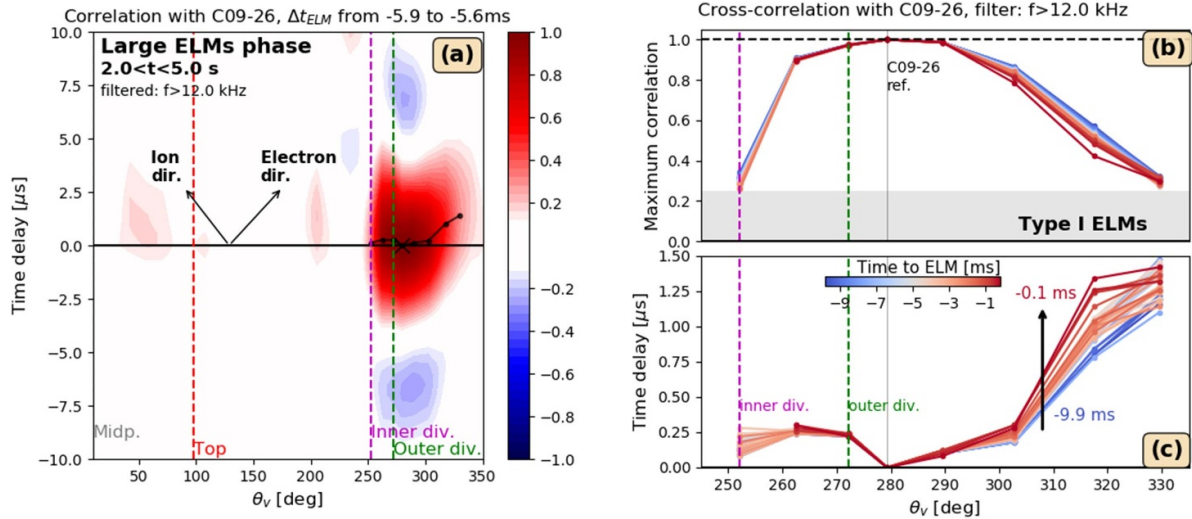 Correlation with C09-26, Δt_ELM from -5.9 to -5.6ms
10.0
7.5
5.0
2.5
0.0
−2.5
−5.0
−7.5
−10.0
Time delay [μs]
Large ELMs phase
2.0<t<5.0 s
filtered: f>12.0 kHz
(a)
Ion
dir.
Electron
dir.
Midp.
Top
Inner div.
Outer div.
50 100 150 200 250 300 350
θ_v [deg]
1.0
0.8
0.6
0.4
0.2
−0.2
−0.4
−0.6
−0.8
−1.0
Cross-correlation with C09-26, filter: f>12.0 kHz
1.0
0.8
0.6
0.4
0.2
0.0
Maximum correlation
(b)
C09-26
ref.
Type I ELMs
1.50
1.25
1.00
0.75
0.50
0.25
0.00
Time delay [μs]
Time to ELM [ms]
−9 −7 −5 −3 −1
-0.1 ms
-9.9 ms
inner div.
outer div.
(c)
250 260 270 280 290 300 310 320 330
θ_v [deg]